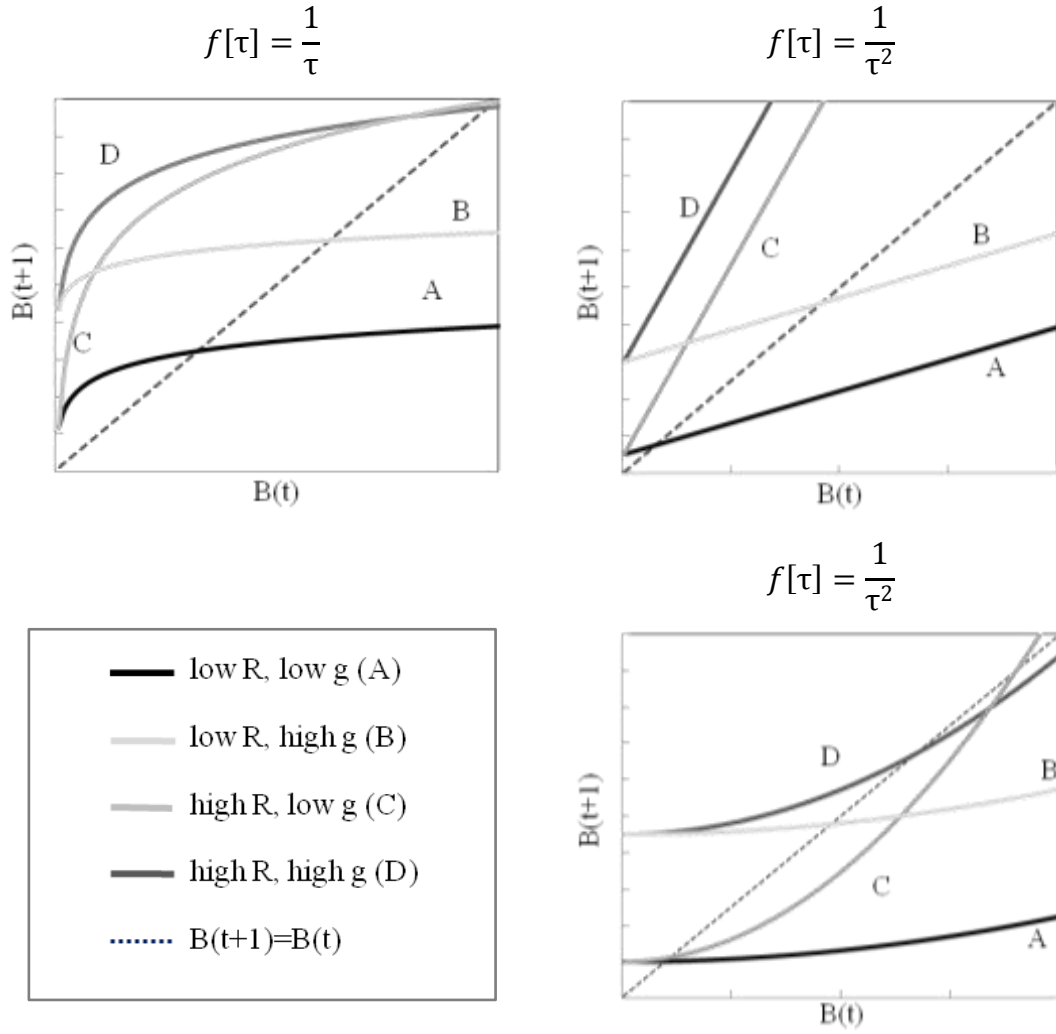 f[τ] = 1/τ
D
B
A
C
B(t+1)
B(t)
f[τ] = 1/τ²
D
C
B
A
B(t+1)
B(t)
f[τ] = 1/τ²
D
B
C
A
B(t+1)
B(t)
low R, low g (A)
low R, high g (B)
high R, low g (C)
high R, high g (D)
B(t+1)=B(t)